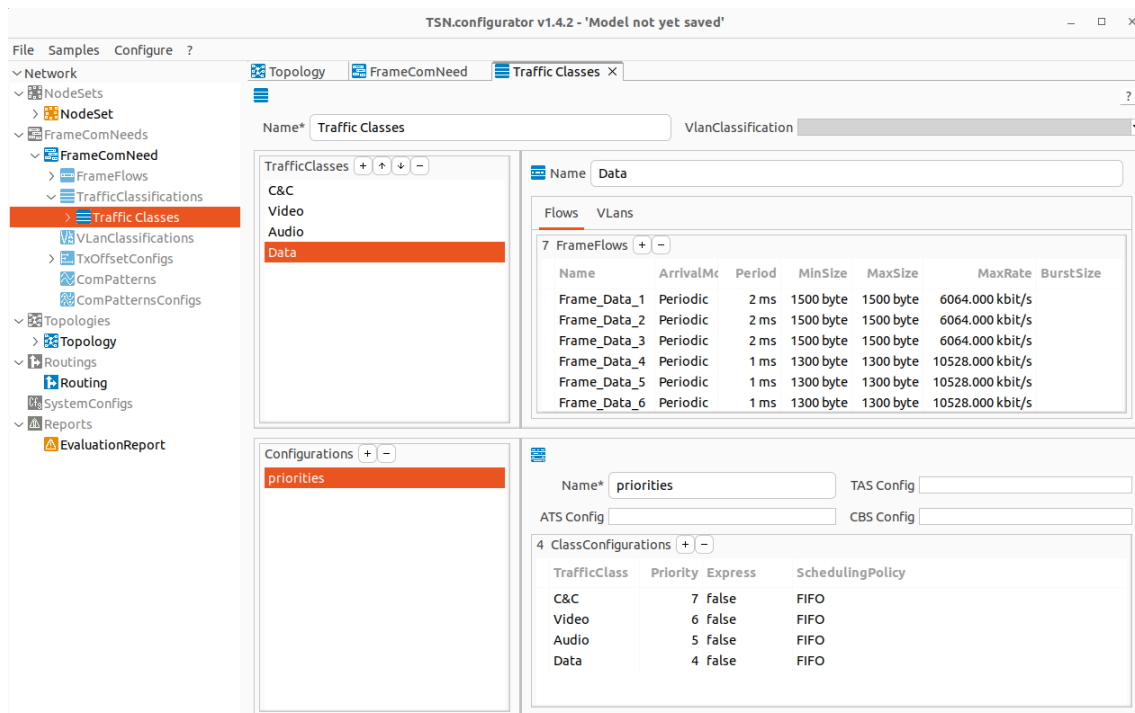 TSN.configurator v1.4.2 - 'Model not yet saved'
File Samples Configure ?
Network
NodeSets
NodeSet
FrameComNeeds
FrameComNeed
FrameFlows
TrafficClassifications
Traffic Classes
VLanClassifications
TxOffsetConfigs
ComPatterns
ComPatternsConfigs
Topologies
Topology
Routings
Routing
SystemConfigs
Reports
EvaluationReport
Topology FrameComNeed Traffic Classes
?
Name* Traffic Classes VlanClassification
TrafficClasses
C&C
Video
Audio
Data
Name Data
Flows VLans
7 FrameFlows
Name ArrivalMo Period MinSize MaxSize MaxRate BurstSize
Frame_Data_1 Periodic 2 ms 1500 byte 1500 byte 6064.000 kbit/s
Frame_Data_2 Periodic 2 ms 1500 byte 1500 byte 6064.000 kbit/s
Frame_Data_3 Periodic 2 ms 1500 byte 1500 byte 6064.000 kbit/s
Frame_Data_4 Periodic 1 ms 1300 byte 1300 byte 10528.000 kbit/s
Frame_Data_5 Periodic 1 ms 1300 byte 1300 byte 10528.000 kbit/s
Frame_Data_6 Periodic 1 ms 1300 byte 1300 byte 10528.000 kbit/s
Configurations
priorities
Name* priorities TAS Config
ATS Config CBS Config
4 ClassConfigurations
TrafficClass Priority Express SchedulingPolicy
C&C 7 false FIFO
Video 6 false FIFO
Audio 5 false FIFO
Data 4 false FIFO